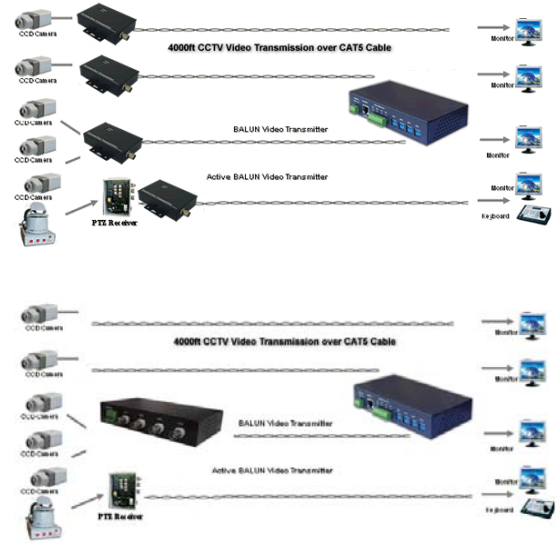 CCD Camera
Monitor
4000ft CCTV Video Transmission over CAT5 Cable
CCD Camera
Monitor
CCD Camera
BALUN Video Transmitter
CCD Camera
Monitor
Active BALUN Video Transmitter
CCD Camera
Monitor
PTZ Receiver
Keyboard
CCD Camera
Monitor
4000ft CCTV Video Transmission over CAT5 Cable
CCD Camera
Monitor
CCD Camera
BALUN Video Transmitter
CCD Camera
Monitor
Active BALUN Video Transmitter
Monitor
CCD Camera
PTZ Receiver
Keyboard